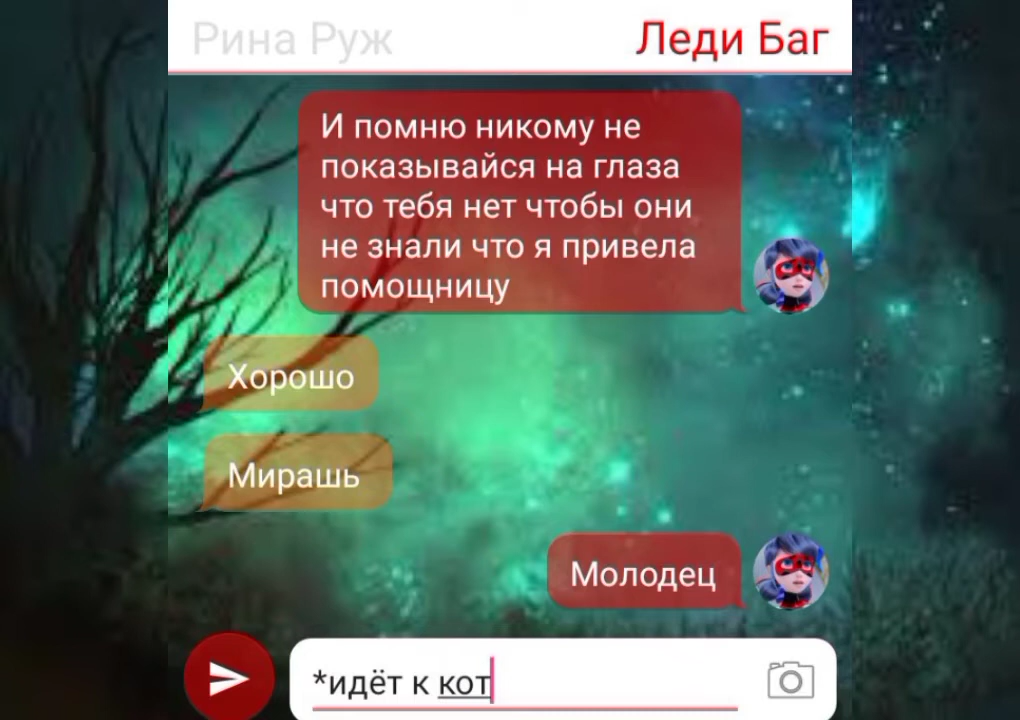 Рина Руж Леди Баг
И помню никому не
показывайся на глаза
что тебя нет чтобы они
не знали что я привела
помощницу
Хорошо
Мирашь
Молодец
*идёт к кот